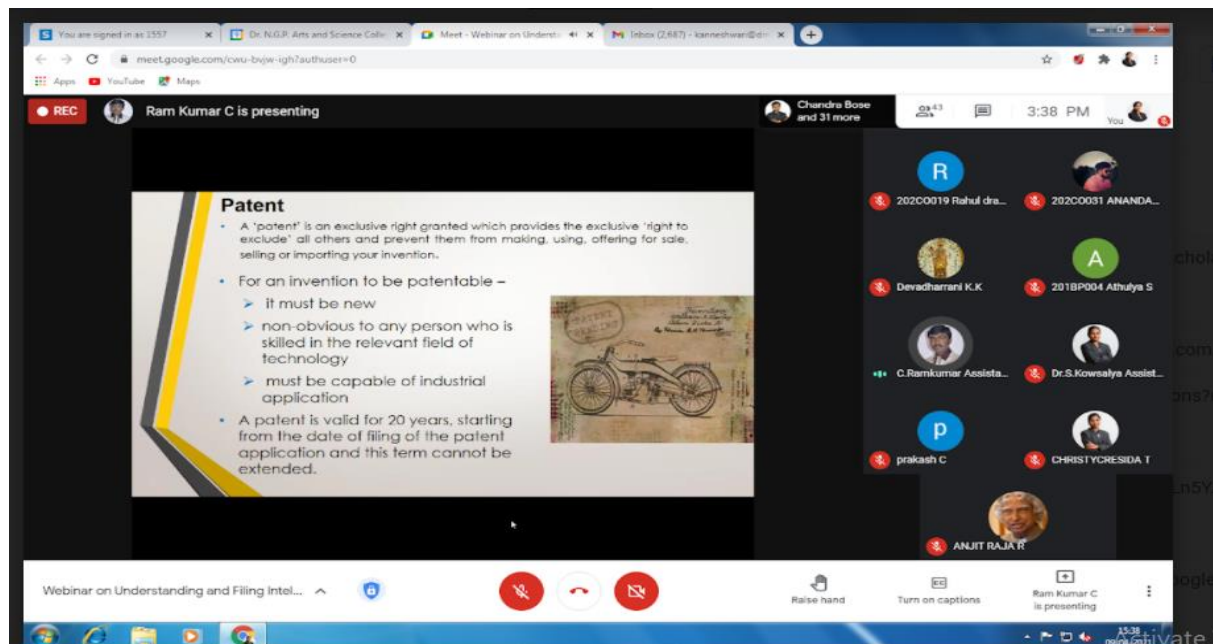 You are signed in as 1557
Dr. N.G.P. Arts and Science Colle
Meet - Webinar on Underst
Inbox (2,687) - kanneshwari@dr
meet.google.com/cwu-bvjw-igh?authuser=0
Apps YouTube Maps
REC
Ram Kumar C is presenting
Chandra Bose
and 31 more
43
3:38 PM
You
Patent
• A 'patent' is an exclusive right granted which provides the exclusive 'right to
exclude' all others and prevent them from making, using, offering for sale,
selling or importing your invention.
• For an invention to be patentable –
➢ it must be new
➢ non-obvious to any person who is
skilled in the relevant field of
technology
➢ must be capable of industrial
application
• A patent is valid for 20 years, starting
from the date of filing of the patent
application and this term cannot be
extended.
PATENT
R
202CO019 Rahul dra...
202CO031 ANANDA...
Devadharrani K.K
A
201BP004 Athulya S
C.Ramkumar Assista...
Dr.S.Kowsalya Assist...
p
prakash C
CHRISTYCRESIDA T
ANJIT RAJA R
Webinar on Understanding and Filing Intel...
Raise hand
Turn on captions
Ram Kumar C
is presenting
15:38